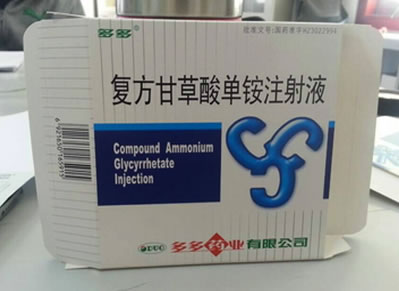 多多®
批准文号:国药准字H23022994
复方甘草酸单铵注射液
Compound Ammonium
Glycyrrhetate
Injection
DDC 多多药业有限公司